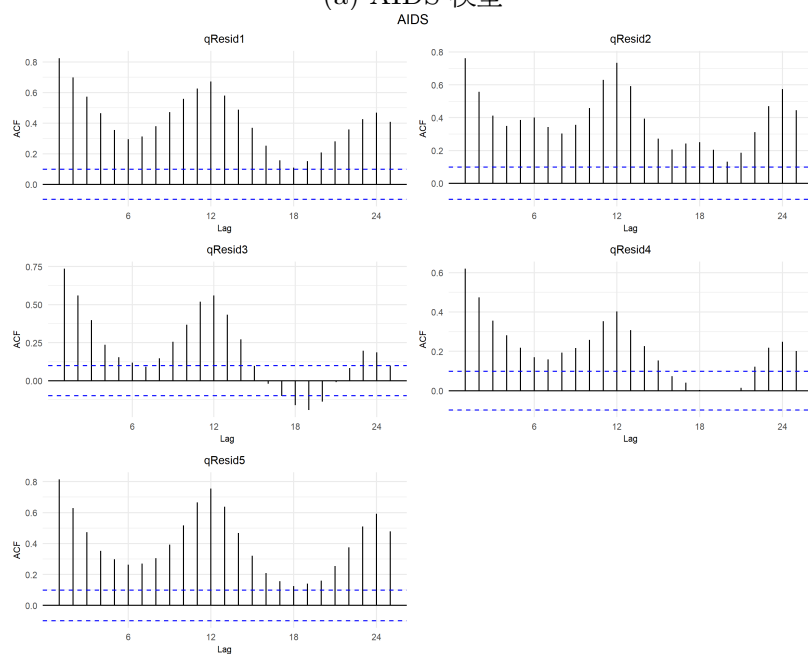 (a) AIDS 模型
AIDS
qResid1
0.8
0.6
0.4
0.2
0.0
ACF
6 12 18 24
Lag
qResid2
0.8
0.6
0.4
0.2
0.0
ACF
6 12 18 24
Lag
qResid3
0.75
0.50
0.25
0.00
ACF
6 12 18 24
Lag
qResid4
0.6
0.4
0.2
0.0
ACF
6 12 18 24
Lag
qResid5
0.8
0.6
0.4
0.2
0.0
ACF
6 12 18 24
Lag